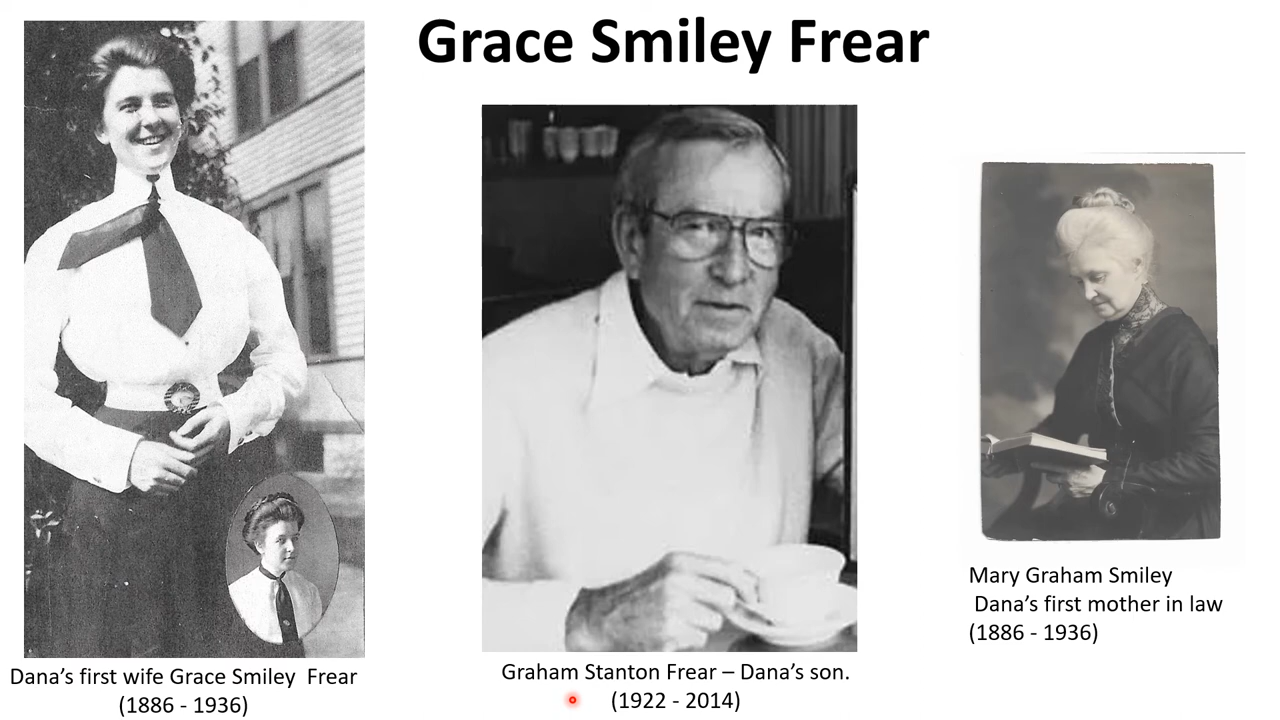 Grace Smiley Frear
Dana's first wife Grace Smiley Frear
(1886 - 1936)
Graham Stanton Frear – Dana's son.
(1922 - 2014)
Mary Graham Smiley
Dana's first mother in law
(1886 - 1936)